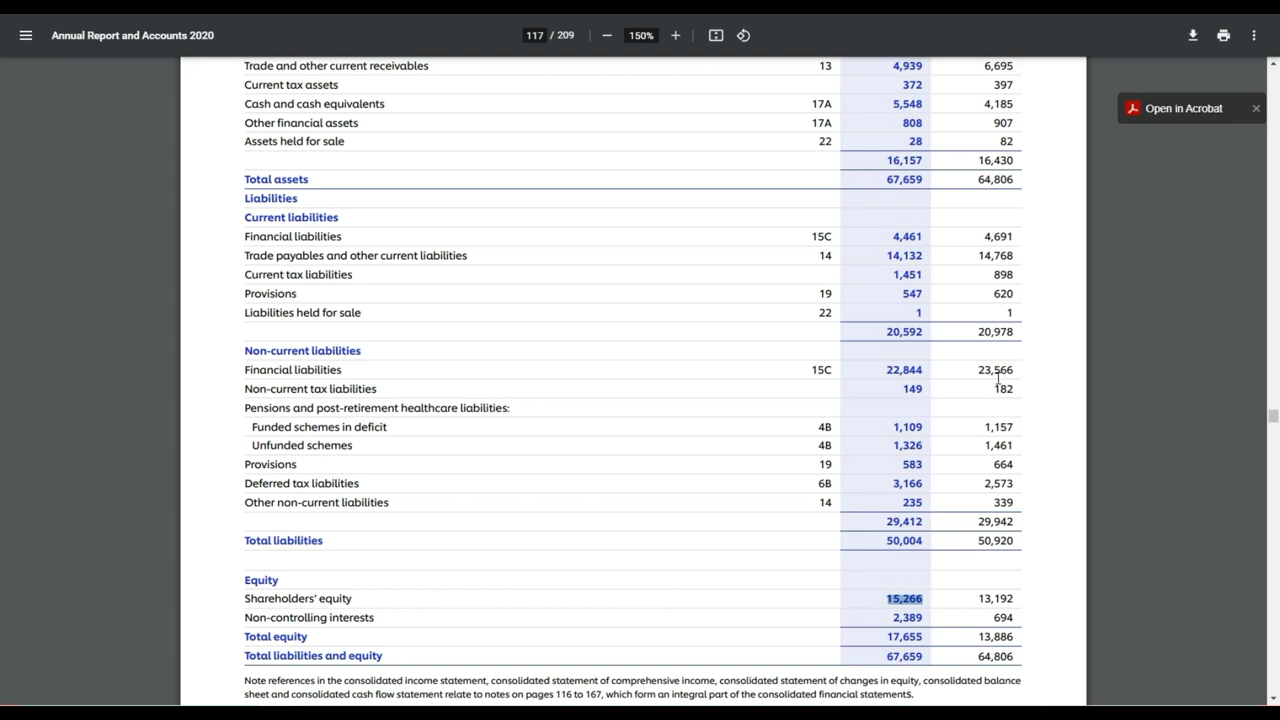 Annual Report and Accounts 2020
117 / 209
150%
Open in Acrobat
Trade and other current receivables 13 4,939 6,695
Current tax assets 372 397
Cash and cash equivalents 17A 5,548 4,185
Other financial assets 17A 808 907
Assets held for sale 22 28 82
16,157 16,430
Total assets 67,659 64,806
Liabilities
Current liabilities
Financial liabilities 15C 4,461 4,691
Trade payables and other current liabilities 14 14,132 14,768
Current tax liabilities 1,451 898
Provisions 19 547 620
Liabilities held for sale 22 1 1
20,592 20,978
Non-current liabilities
Financial liabilities 15C 22,844 23,566
Non-current tax liabilities 149 182
Pensions and post-retirement healthcare liabilities:
Funded schemes in deficit 4B 1,109 1,157
Unfunded schemes 4B 1,326 1,461
Provisions 19 583 664
Deferred tax liabilities 6B 3,166 2,573
Other non-current liabilities 14 235 339
29,412 29,942
Total liabilities 50,004 50,920
Equity
Shareholders' equity 15,266 13,192
Non-controlling interests 2,389 694
Total equity 17,655 13,886
Total liabilities and equity 67,659 64,806
Note references in the consolidated income statement, consolidated statement of comprehensive income, consolidated statement of changes in equity, consolidated balance
sheet and consolidated cash flow statement relate to notes on pages 116 to 167, which form an integral part of the consolidated financial statements.